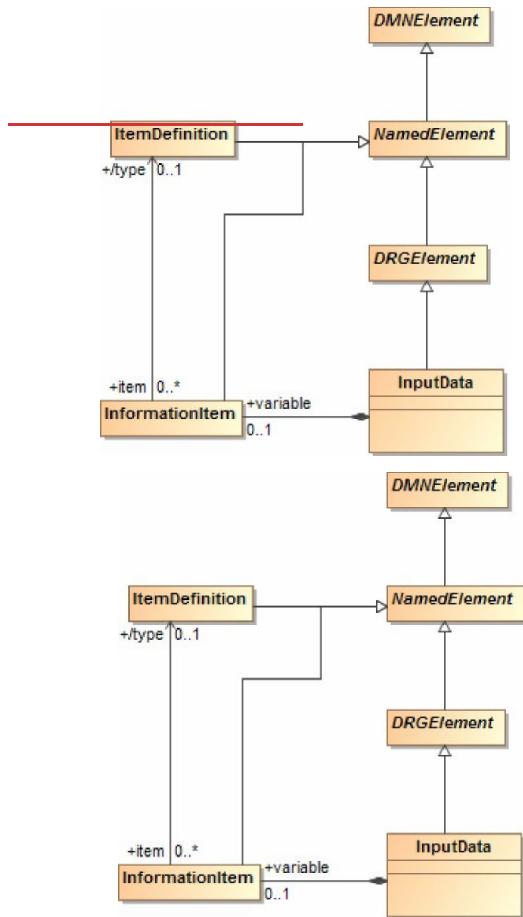 DMNElement
ItemDefinition
NamedElement
+/type 0..1
DRGElement
+item 0..*
InputData
InformationItem
+variable
0..1
DMNElement
ItemDefinition
NamedElement
+/type 0..1
DRGElement
+item 0..*
InputData
InformationItem
+variable
0..1